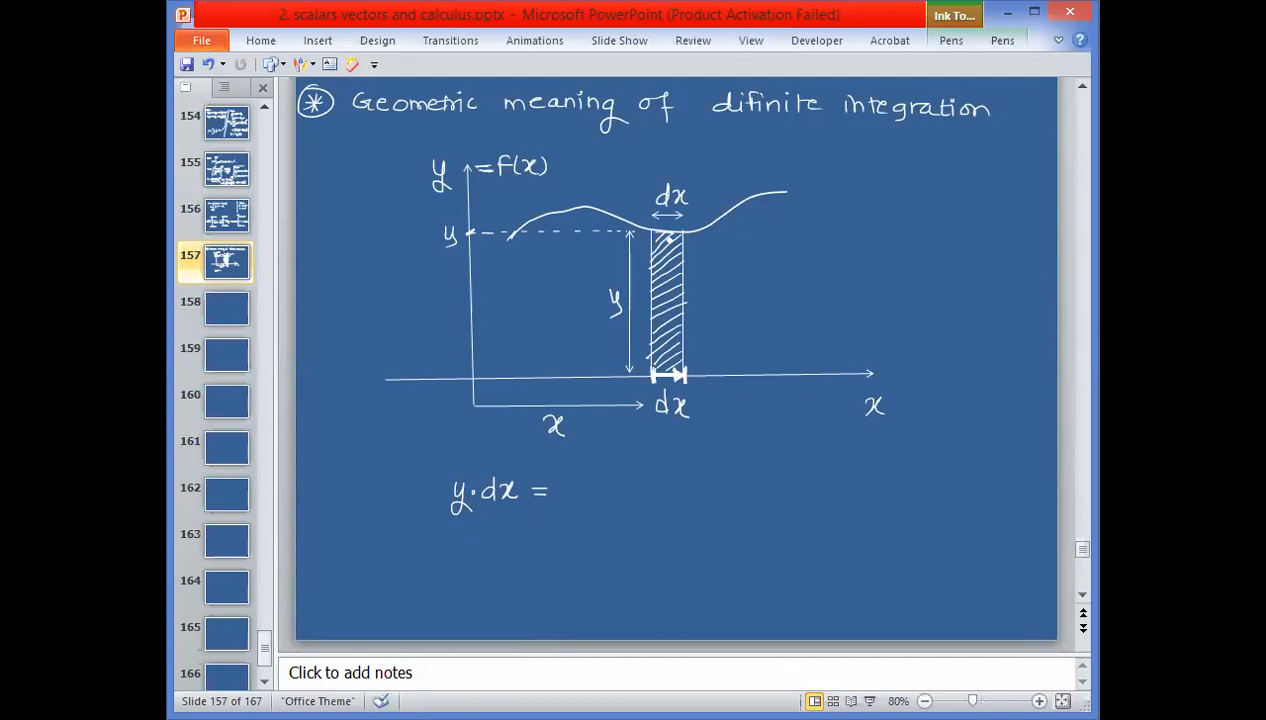 2. scalars vectors and calculus.pptx - Microsoft PowerPoint (Product Activation Failed)
Ink To...
File Home Insert Design Transitions Animations Slide Show Review View Developer Acrobat Pens Pens
* Geometric meaning of difinite integration
y = f(x)
dx
y
y
dx
x
x
y·dx =
154
155
156
157
158
159
160
161
162
163
164
165
166
Click to add notes
Slide 157 of 167 "Office Theme" 80%